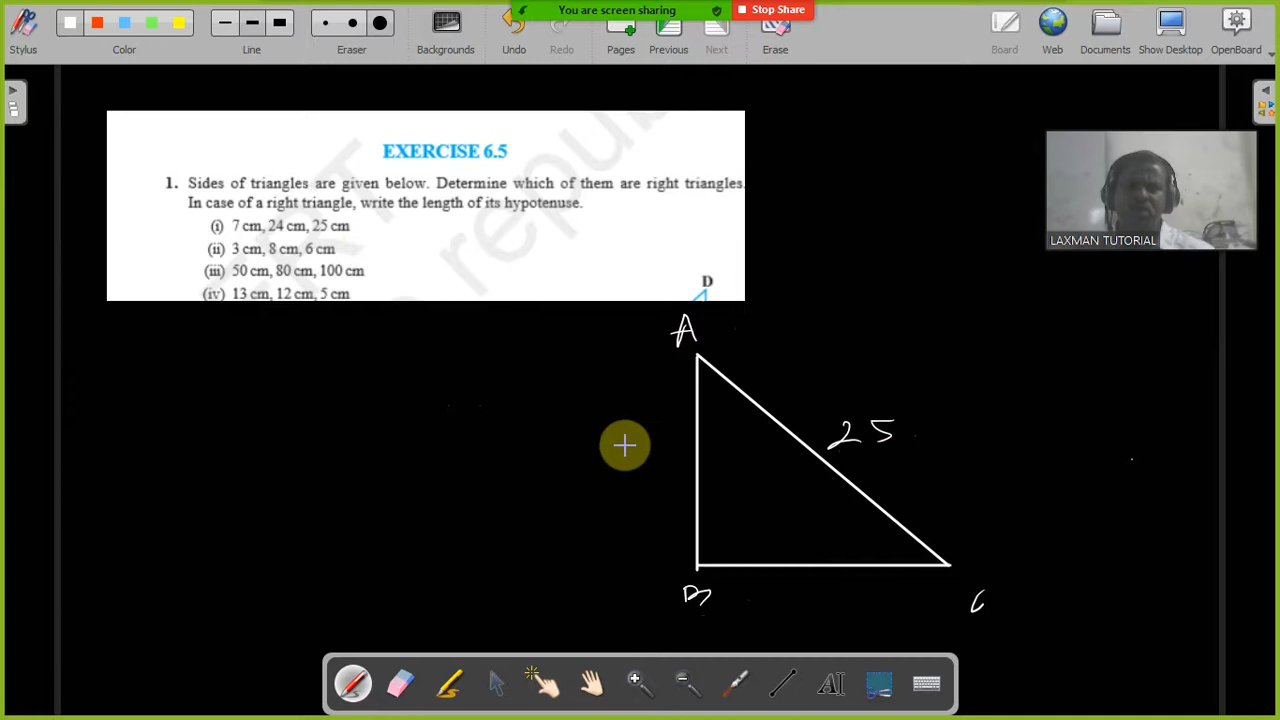 You are screen sharing
Stop Share
Stylus
Color
Line
Eraser
Backgrounds
Undo
Redo
Pages
Previous
Next
Erase
Board
Web
Documents
Show Desktop
OpenBoard
EXERCISE 6.5
1. Sides of triangles are given below. Determine which of them are right triangles.
In case of a right triangle, write the length of its hypotenuse.
(i) 7 cm, 24 cm, 25 cm
(ii) 3 cm, 8 cm, 6 cm
(iii) 50 cm, 80 cm, 100 cm
(iv) 13 cm, 12 cm, 5 cm
D
LAXMAN TUTORIAL
A
25
B
C